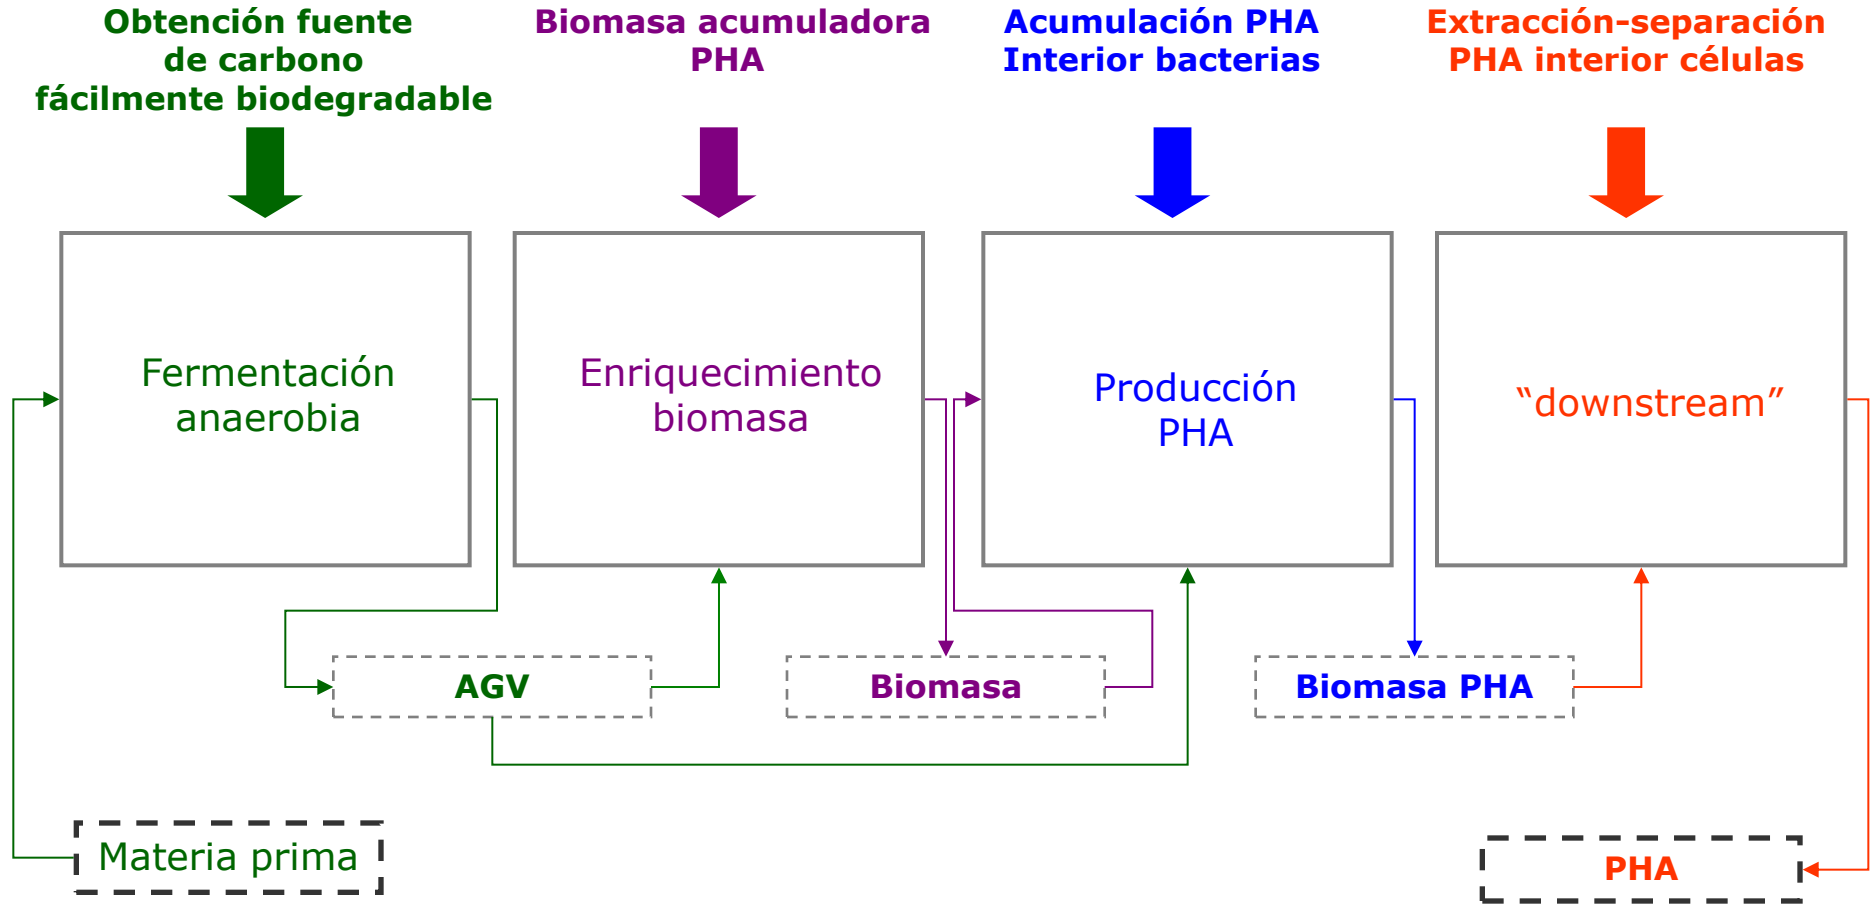 Obtención fuente
de carbono
fácilmente biodegradable
Biomasa acumuladora
PHA
Acumulación PHA
Interior bacterias
Extracción-separación
PHA interior células
Fermentación
anaerobia
Enriquecimiento
biomasa
Producción
PHA
“downstream”
AGV
Biomasa
Biomasa PHA
Materia prima
PHA